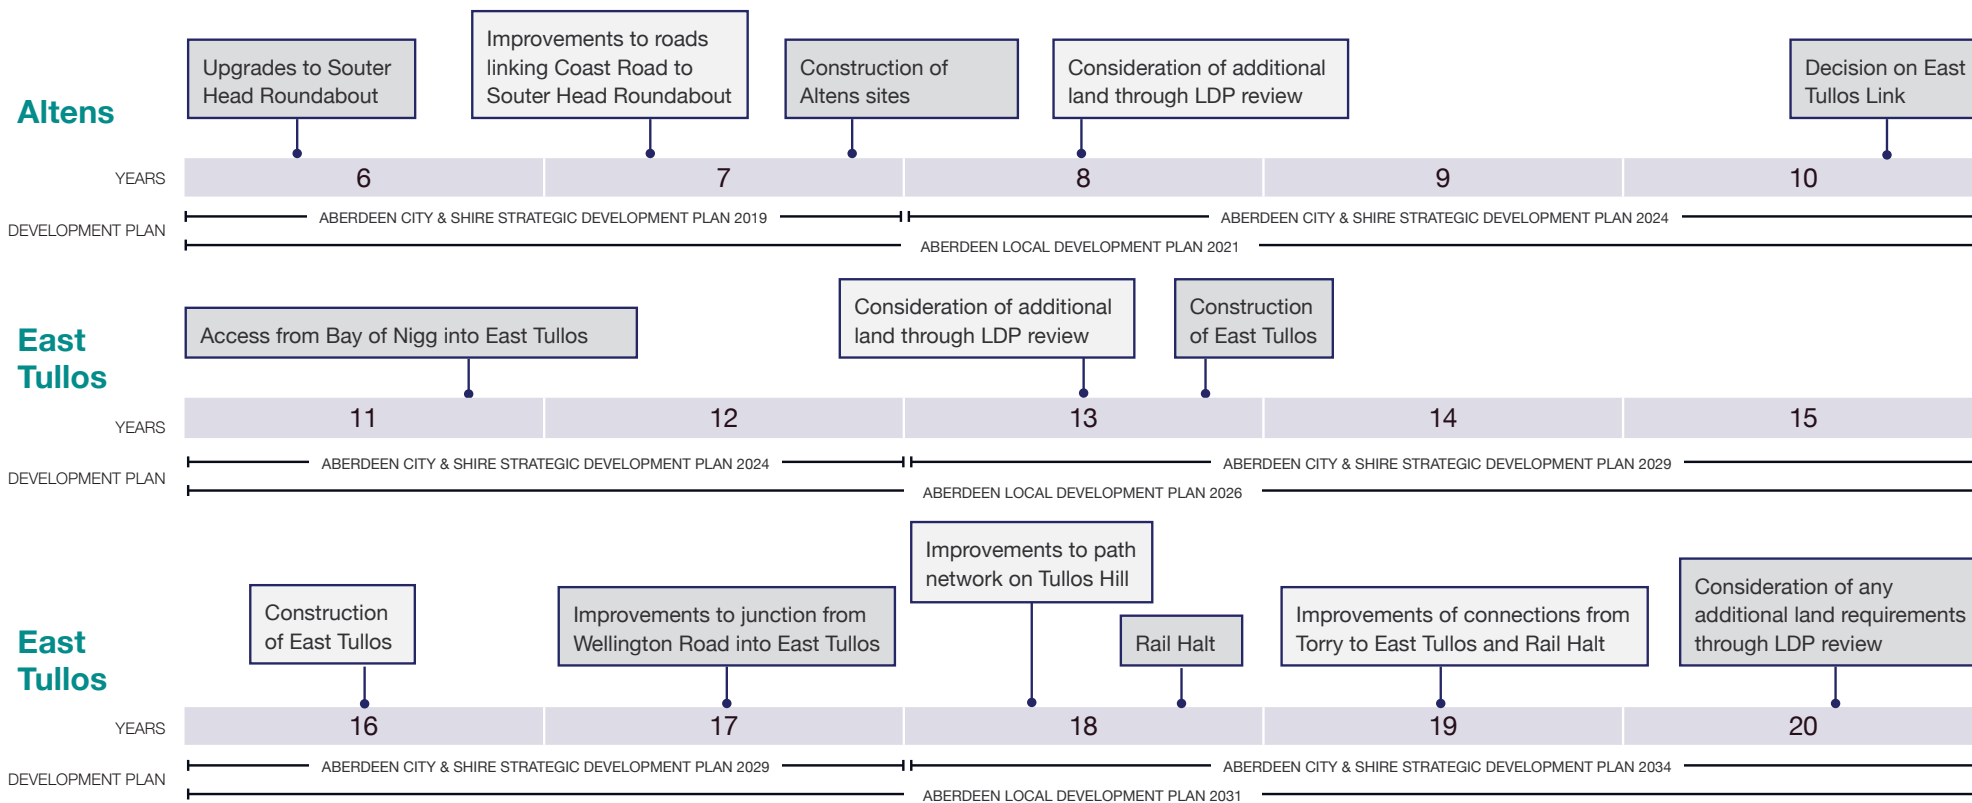 Altens
Upgrades to Souter
Head Roundabout
Improvements to roads
linking Coast Road to
Souter Head Roundabout
Construction of
Altens sites
Consideration of additional
land through LDP review
Decision on East
Tullos Link
YEARS
6
7
8
9
10
DEVELOPMENT PLAN
ABERDEEN CITY & SHIRE STRATEGIC DEVELOPMENT PLAN 2019
ABERDEEN CITY & SHIRE STRATEGIC DEVELOPMENT PLAN 2024
ABERDEEN LOCAL DEVELOPMENT PLAN 2021
East
Tullos
Access from Bay of Nigg into East Tullos
Consideration of additional
land through LDP review
Construction
of East Tullos
YEARS
11
12
13
14
15
DEVELOPMENT PLAN
ABERDEEN CITY & SHIRE STRATEGIC DEVELOPMENT PLAN 2024
ABERDEEN CITY & SHIRE STRATEGIC DEVELOPMENT PLAN 2029
ABERDEEN LOCAL DEVELOPMENT PLAN 2026
East
Tullos
Construction
of East Tullos
Improvements to junction from
Wellington Road into East Tullos
Improvements to path
network on Tullos Hill
Rail Halt
Improvements of connections from
Torry to East Tullos and Rail Halt
Consideration of any
additional land requirements
through LDP review
YEARS
16
17
18
19
20
DEVELOPMENT PLAN
ABERDEEN CITY & SHIRE STRATEGIC DEVELOPMENT PLAN 2029
ABERDEEN CITY & SHIRE STRATEGIC DEVELOPMENT PLAN 2034
ABERDEEN LOCAL DEVELOPMENT PLAN 2031